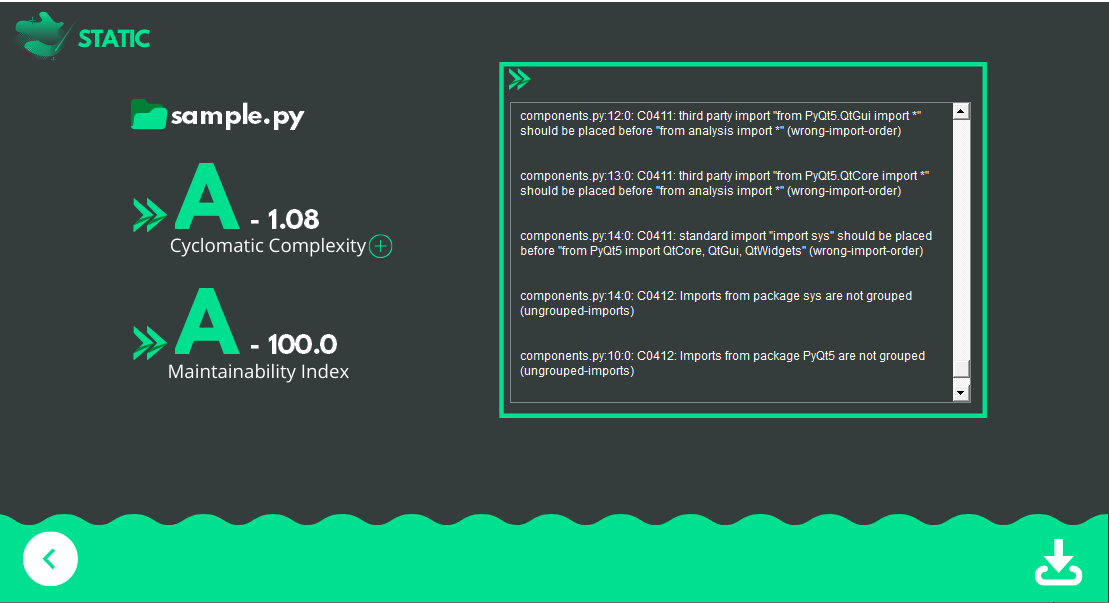 STATIC
sample.py
A - 1.08
Cyclomatic Complexity
A - 100.0
Maintainability Index
components.py:12:0: C0411: third party import "from PyQt5.QtGui import *"
should be placed before "from analysis import *" (wrong-import-order)
components.py:13:0: C0411: third party import "from PyQt5.QtCore import *"
should be placed before "from analysis import *" (wrong-import-order)
components.py:14:0: C0411: standard import "import sys" should be placed
before "from PyQt5 import QtCore, QtGui, QtWidgets" (wrong-import-order)
components.py:14:0: C0412: Imports from package sys are not grouped
(ungrouped-imports)
components.py:10:0: C0412: Imports from package PyQt5 are not grouped
(ungrouped-imports)